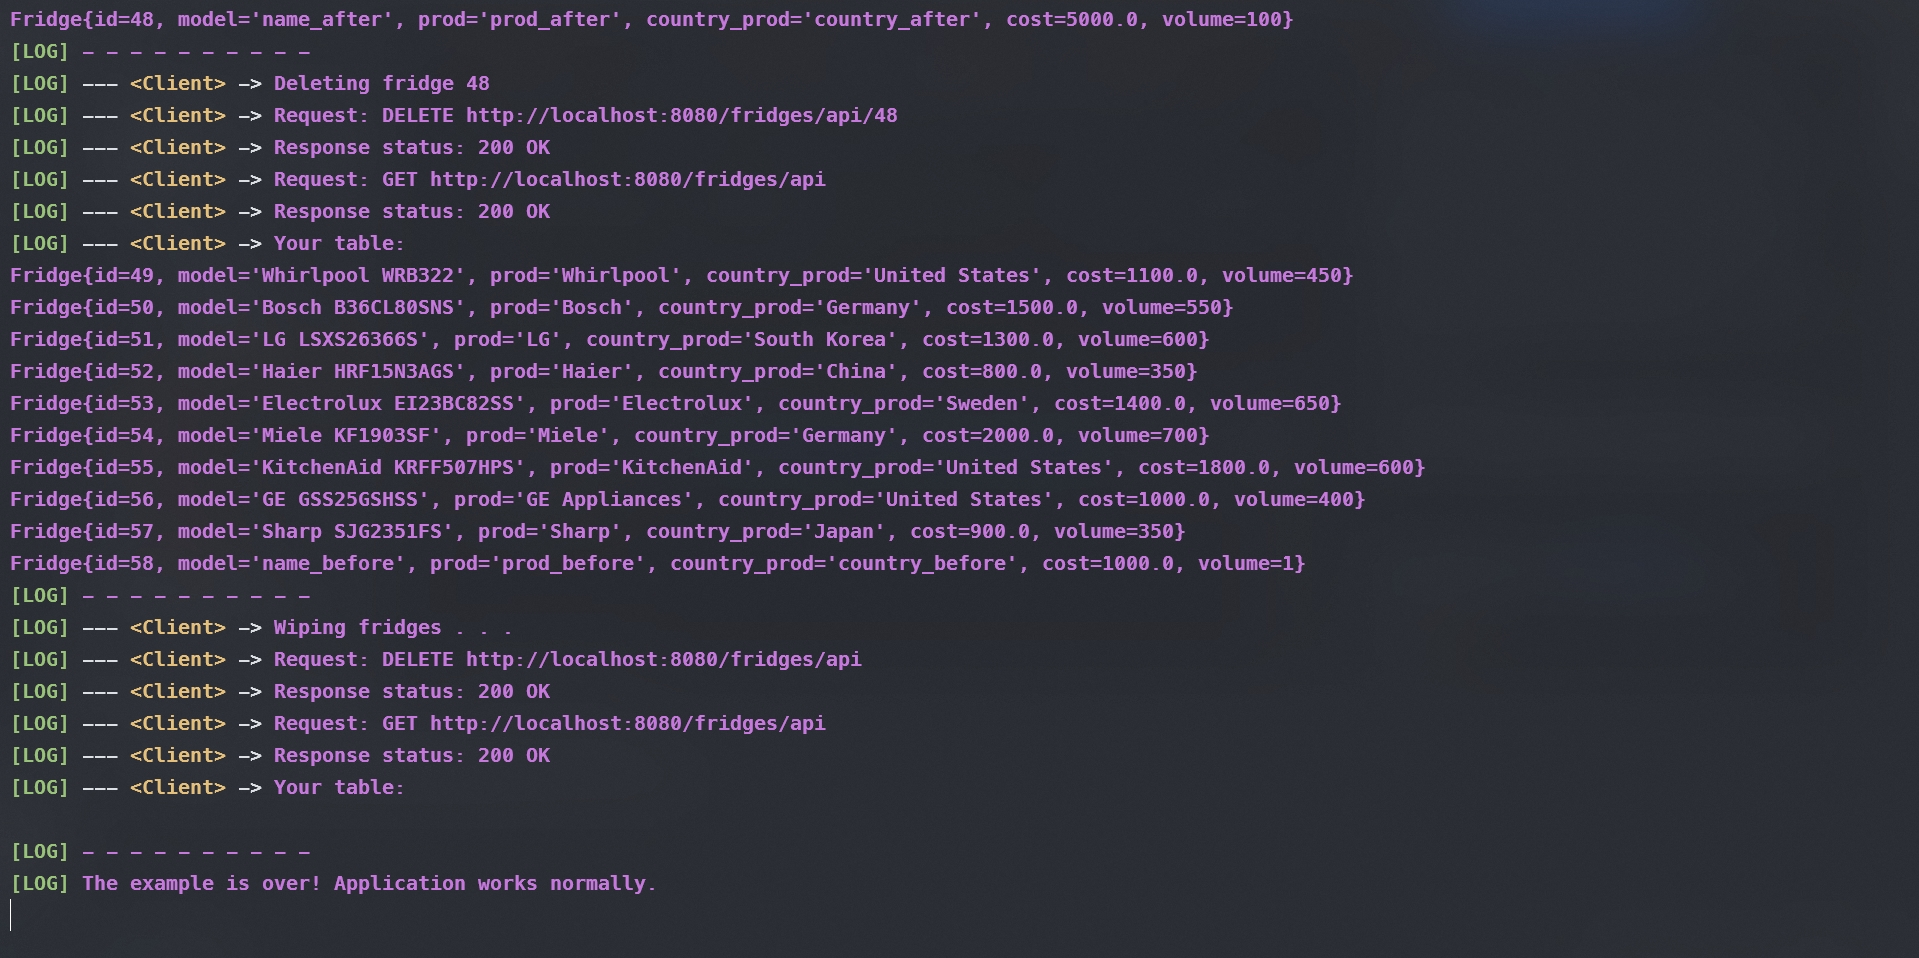 Fridge{id=48, model='name_after', prod='prod_after', country_prod='country_after', cost=5000.0, volume=100}
[LOG] – – – – – – – – – –
[LOG] ––– <Client> –> Deleting fridge 48
[LOG] ––– <Client> –> Request: DELETE http://localhost:8080/fridges/api/48
[LOG] ––– <Client> –> Response status: 200 OK
[LOG] ––– <Client> –> Request: GET http://localhost:8080/fridges/api
[LOG] ––– <Client> –> Response status: 200 OK
[LOG] ––– <Client> –> Your table:
Fridge{id=49, model='Whirlpool WRB322', prod='Whirlpool', country_prod='United States', cost=1100.0, volume=450}
Fridge{id=50, model='Bosch B36CL80SNS', prod='Bosch', country_prod='Germany', cost=1500.0, volume=550}
Fridge{id=51, model='LG LSXS26366S', prod='LG', country_prod='South Korea', cost=1300.0, volume=600}
Fridge{id=52, model='Haier HRF15N3AGS', prod='Haier', country_prod='China', cost=800.0, volume=350}
Fridge{id=53, model='Electrolux EI23BC82SS', prod='Electrolux', country_prod='Sweden', cost=1400.0, volume=650}
Fridge{id=54, model='Miele KF1903SF', prod='Miele', country_prod='Germany', cost=2000.0, volume=700}
Fridge{id=55, model='KitchenAid KRFF507HPS', prod='KitchenAid', country_prod='United States', cost=1800.0, volume=600}
Fridge{id=56, model='GE GSS25GSHSS', prod='GE Appliances', country_prod='United States', cost=1000.0, volume=400}
Fridge{id=57, model='Sharp SJG2351FS', prod='Sharp', country_prod='Japan', cost=900.0, volume=350}
Fridge{id=58, model='name_before', prod='prod_before', country_prod='country_before', cost=1000.0, volume=1}
[LOG] – – – – – – – – – –
[LOG] ––– <Client> –> Wiping fridges . . .
[LOG] ––– <Client> –> Request: DELETE http://localhost:8080/fridges/api
[LOG] ––– <Client> –> Response status: 200 OK
[LOG] ––– <Client> –> Request: GET http://localhost:8080/fridges/api
[LOG] ––– <Client> –> Response status: 200 OK
[LOG] ––– <Client> –> Your table:
[LOG] – – – – – – – – – –
[LOG] The example is over! Application works normally.